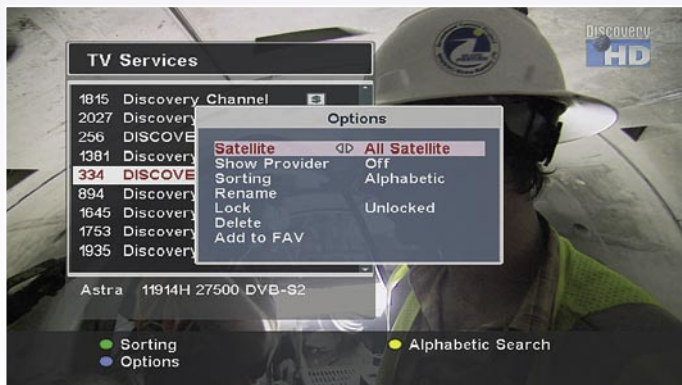 Discovery
HD
TV Services
1815 Discovery Channel S
2027 Discovery
256 DISCOVE
1381 Discovery
334 DISCOVE
894 Discovery
1645 Discovery
1753 Discovery
1935 Discovery
Options
Satellite All Satellite
Show Provider Off
Sorting Alphabetic
Rename
Lock Unlocked
Delete
Add to FAV
Astra 11914H 27500 DVB-S2
Sorting
Options
Alphabetic Search